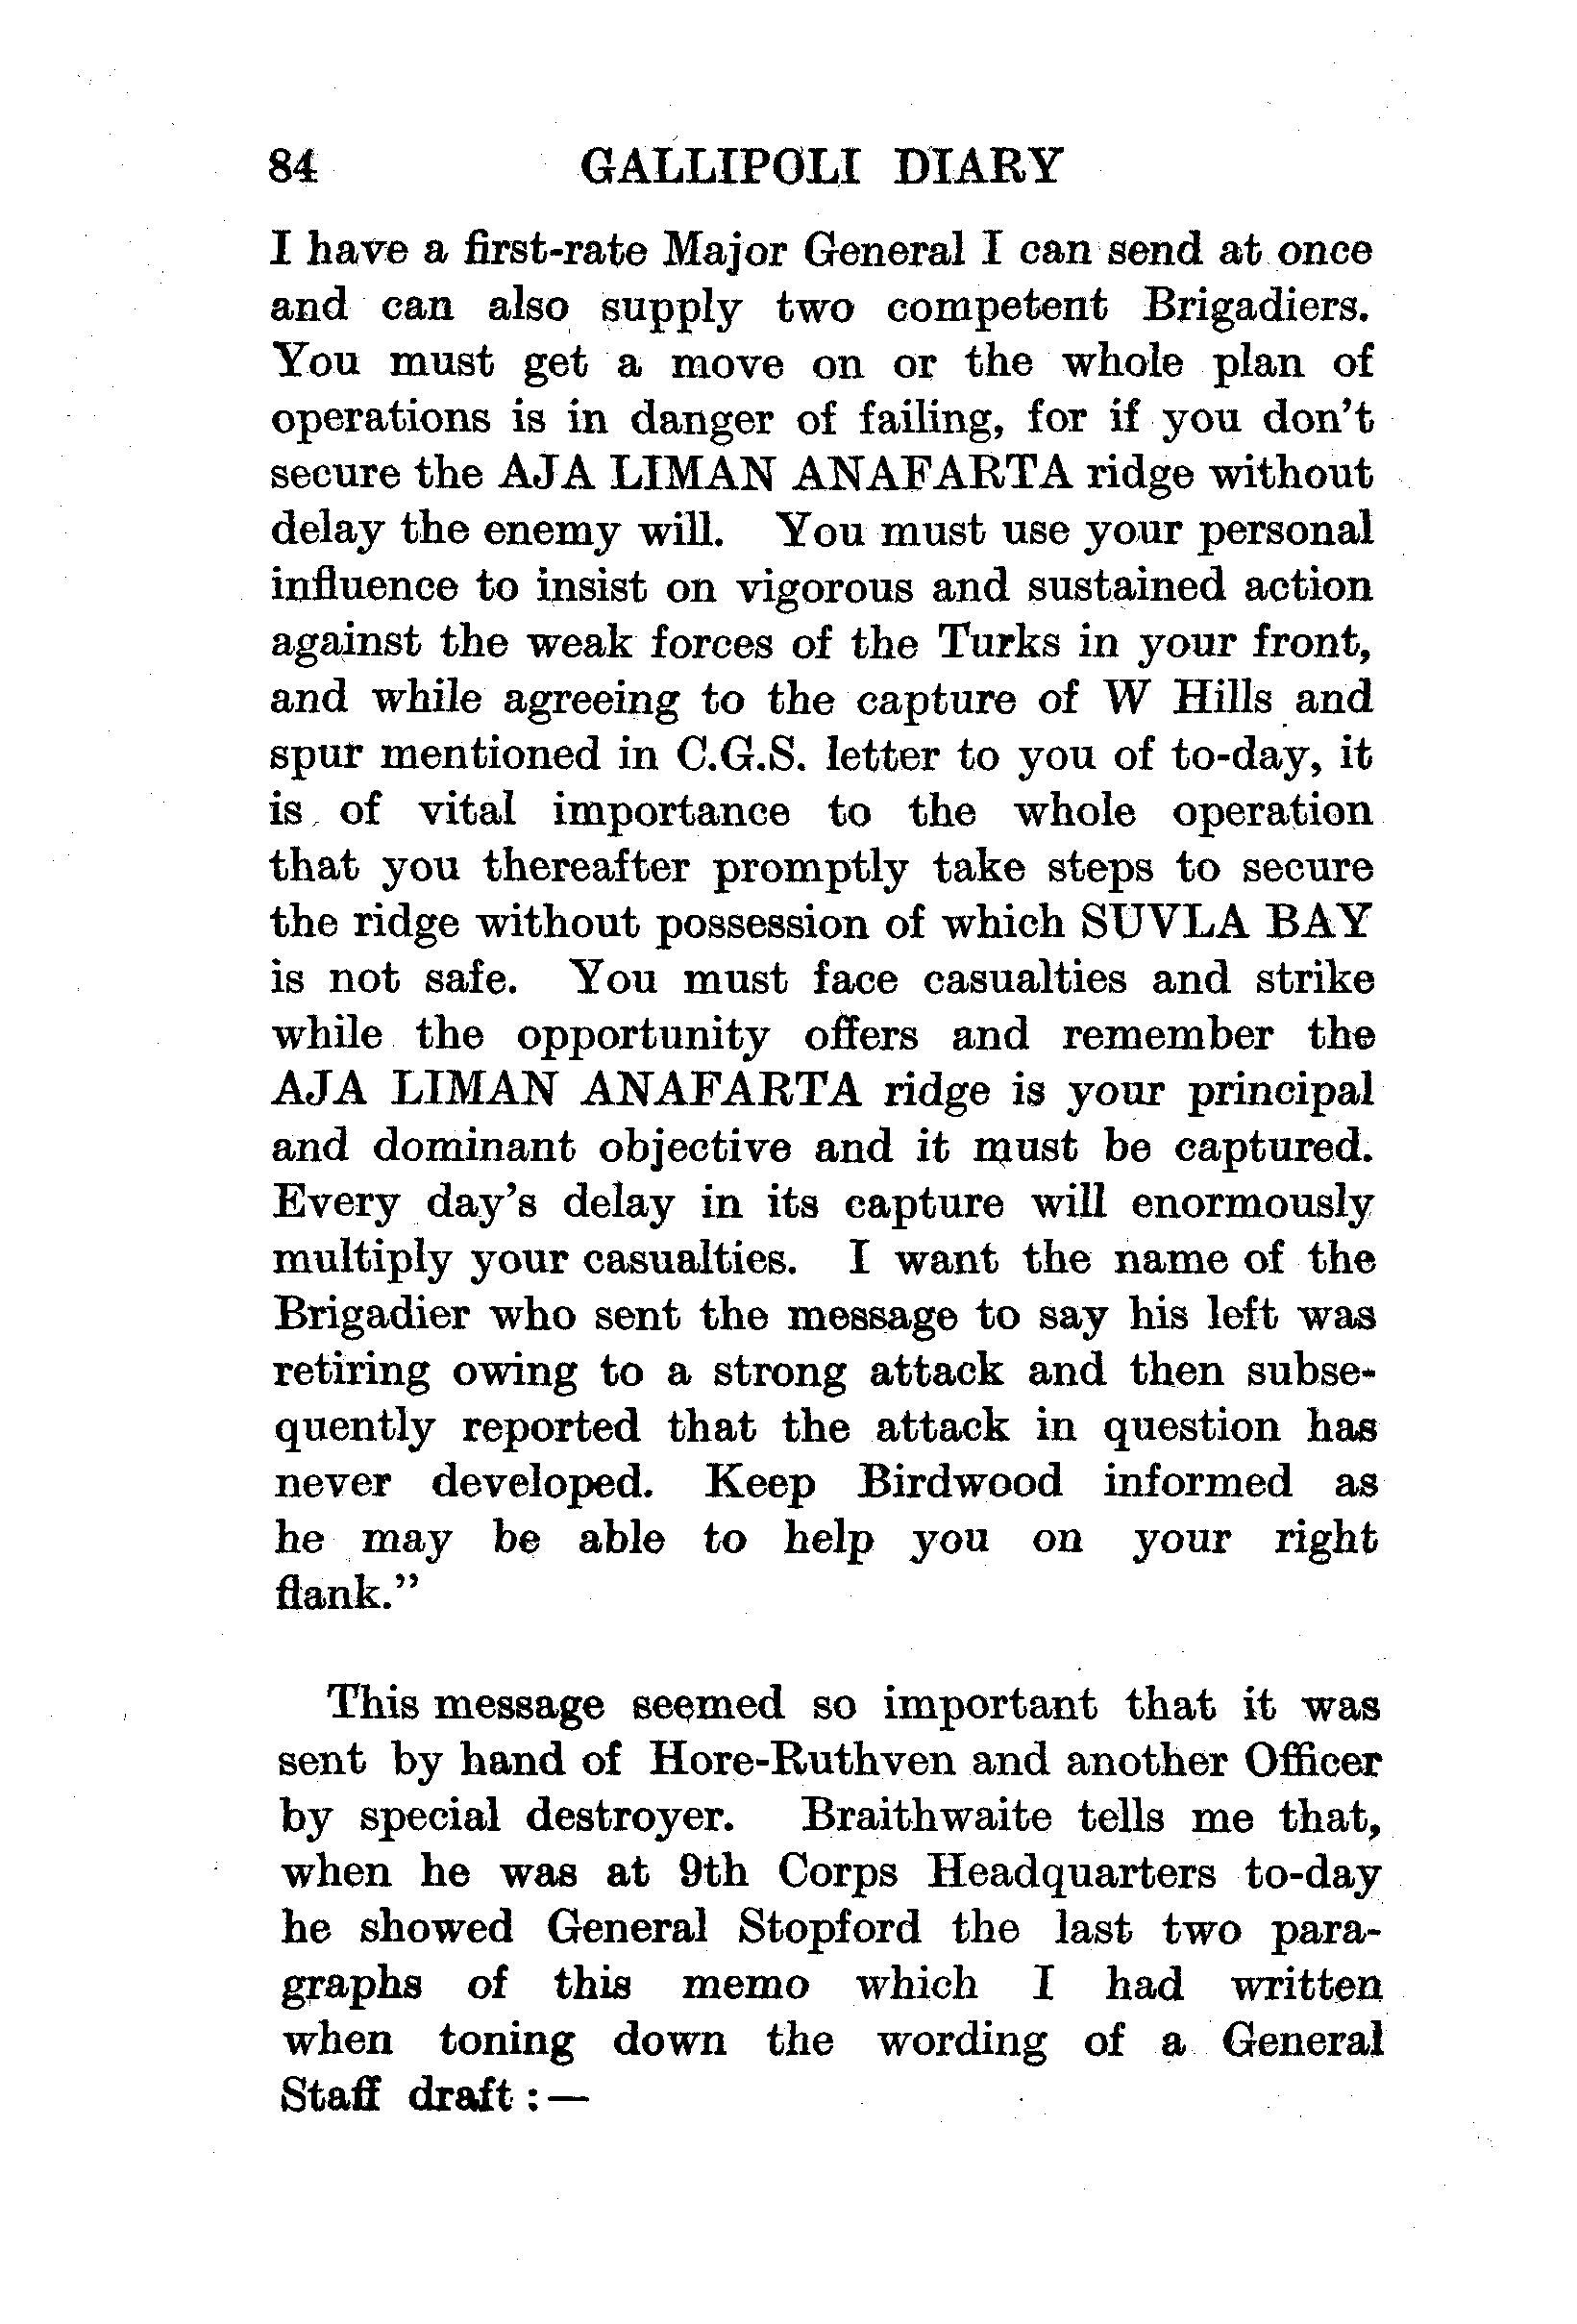 84 GALLIPOLI DIARY
I have a first-rate Major General I can send at once
and can also supply two competent Brigadiers.
You must get a move on or the whole plan of
operations is in danger of failing, for if you don't
secure the AJA LIMAN ANAFARTA ridge without
delay the enemy will. You must use your personal
influence to insist on vigorous and sustained action
against the weak forces of the Turks in your front,
and while agreeing to the capture of W Hills and
spur mentioned in C.G.S. letter to you of to-day, it
is of vital importance to the whole operation
that you thereafter promptly take steps to secure
the ridge without possession of which SUVLA BAY
is not safe. You must face casualties and strike
while the opportunity offers and remember the
AJA LIMAN ANAFARTA ridge is your principal
and dominant objective and it must be captured.
Every day's delay in its capture will enormously
multiply your casualties. I want the name of the
Brigadier who sent the message to say his left was
retiring owing to a strong attack and then subse-
quently reported that the attack in question has
never developed. Keep Birdwood informed as
he may be able to help you on your right
flank."
This message seemed so important that it was
sent by hand of Hore-Ruthven and another Officer
by special destroyer. Braithwaite tells me that,
when he was at 9th Corps Headquarters to-day
he showed General Stopford the last two para-
graphs of this memo which I had written
when toning down the wording of a General
Staff draft:—